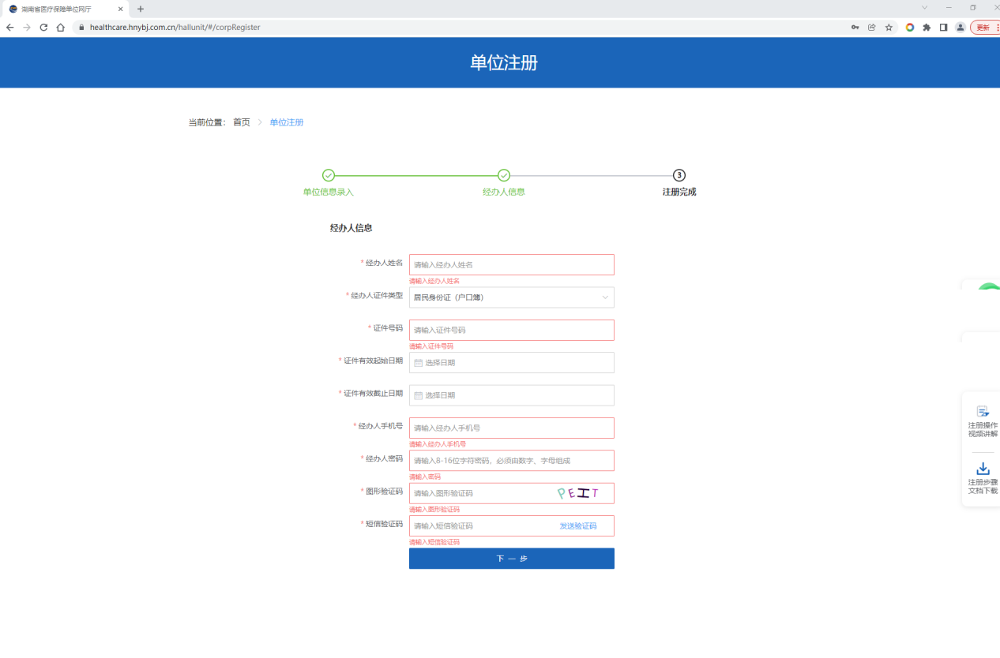 湖南省医疗保障单位网厅
healthcare.hnybj.com.cn/hallunit/#/corpRegister
更新
单位注册
当前位置： 首页 > 单位注册
3
单位信息录入 经办人信息 注册完成
经办人信息
* 经办人姓名 请输入经办人姓名
请输入经办人姓名
* 经办人证件类型 居民身份证（户口簿）
* 证件号码 请输入证件号码
请输入证件号码
* 证件有效起始日期 选择日期
* 证件有效截止日期 选择日期
* 经办人手机号 请输入经办人手机号
请输入经办人手机号
* 经办人密码 请输入8-16位字符密码，必须由数字、字母组成
请输入密码
* 图形验证码 请输入图形验证码 PEIT
请输入图形验证码
* 短信验证码 请输入短信验证码 发送验证码
请输入短信验证码
下 一 步
注册操作
视频讲解
注册步骤
文档下载